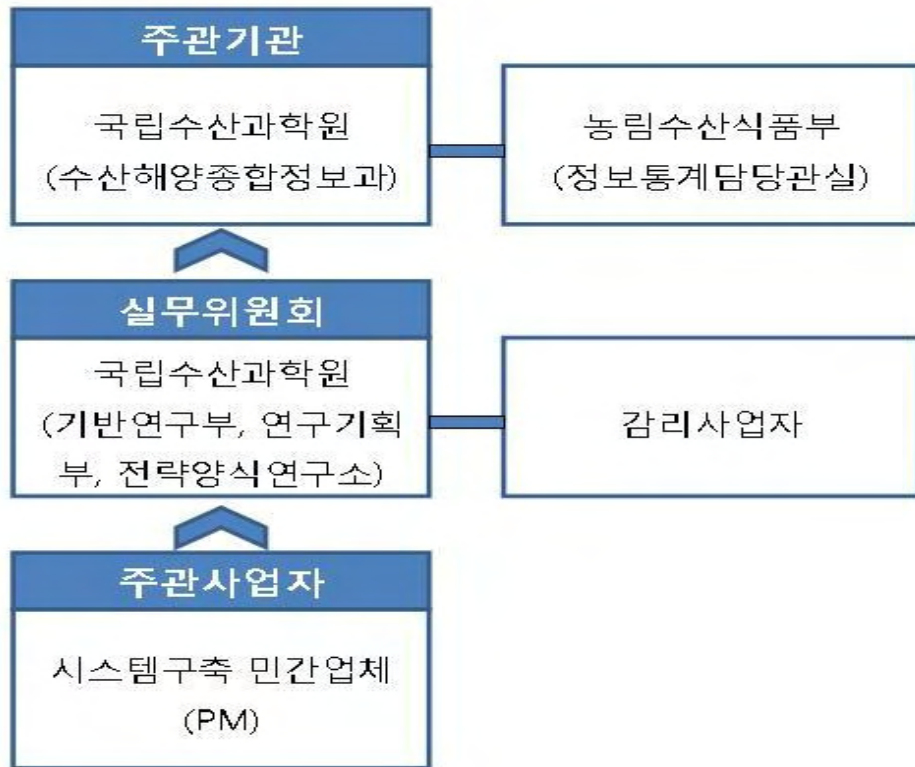 주관기관
국립수산과학원
(수산해양종합정보과)
농림수산식품부
(정보통계담당관실)
실무위원회
국립수산과학원
(기반연구부, 연구기획
부, 전략양식연구소)
감리사업자
주관사업자
시스템구축 민간업체
(PM)